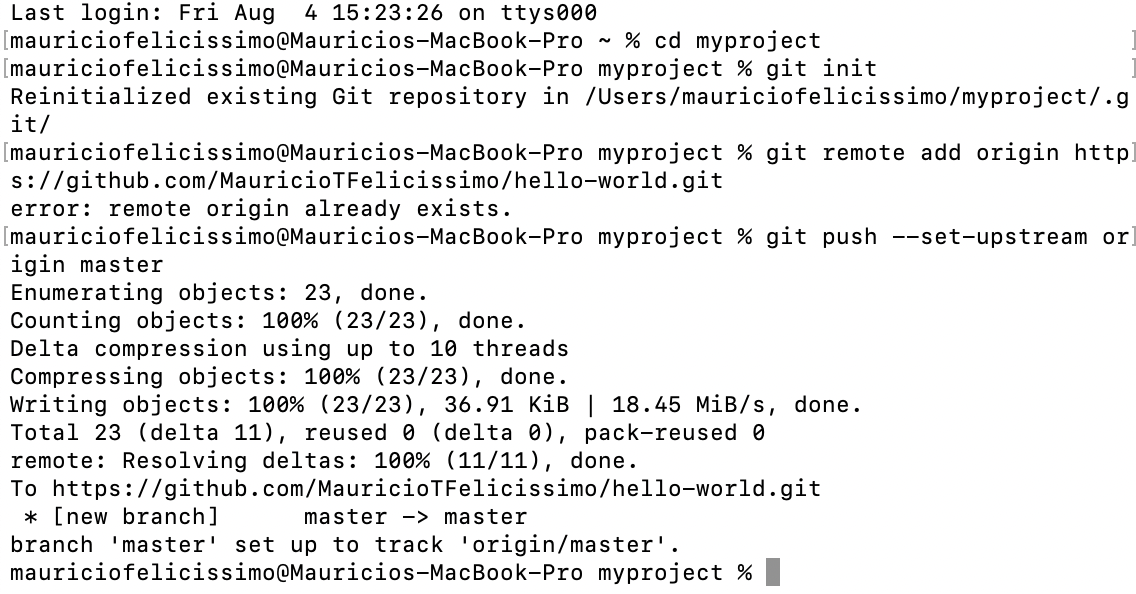 Last login: Fri Aug  4 15:23:26 on ttys000
[mauriciofelicissimo@Mauricios-MacBook-Pro ~ % cd myproject                      ]
[mauriciofelicissimo@Mauricios-MacBook-Pro myproject % git init                  ]
Reinitialized existing Git repository in /Users/mauriciofelicissimo/myproject/.g
it/
[mauriciofelicissimo@Mauricios-MacBook-Pro myproject % git remote add origin http]
s://github.com/MauricioTFelicissimo/hello-world.git
error: remote origin already exists.
[mauriciofelicissimo@Mauricios-MacBook-Pro myproject % git push --set-upstream or]
igin master
Enumerating objects: 23, done.
Counting objects: 100% (23/23), done.
Delta compression using up to 10 threads
Compressing objects: 100% (23/23), done.
Writing objects: 100% (23/23), 36.91 KiB | 18.45 MiB/s, done.
Total 23 (delta 11), reused 0 (delta 0), pack-reused 0
remote: Resolving deltas: 100% (11/11), done.
To https://github.com/MauricioTFelicissimo/hello-world.git
 * [new branch]      master -> master
branch 'master' set up to track 'origin/master'.
mauriciofelicissimo@Mauricios-MacBook-Pro myproject %